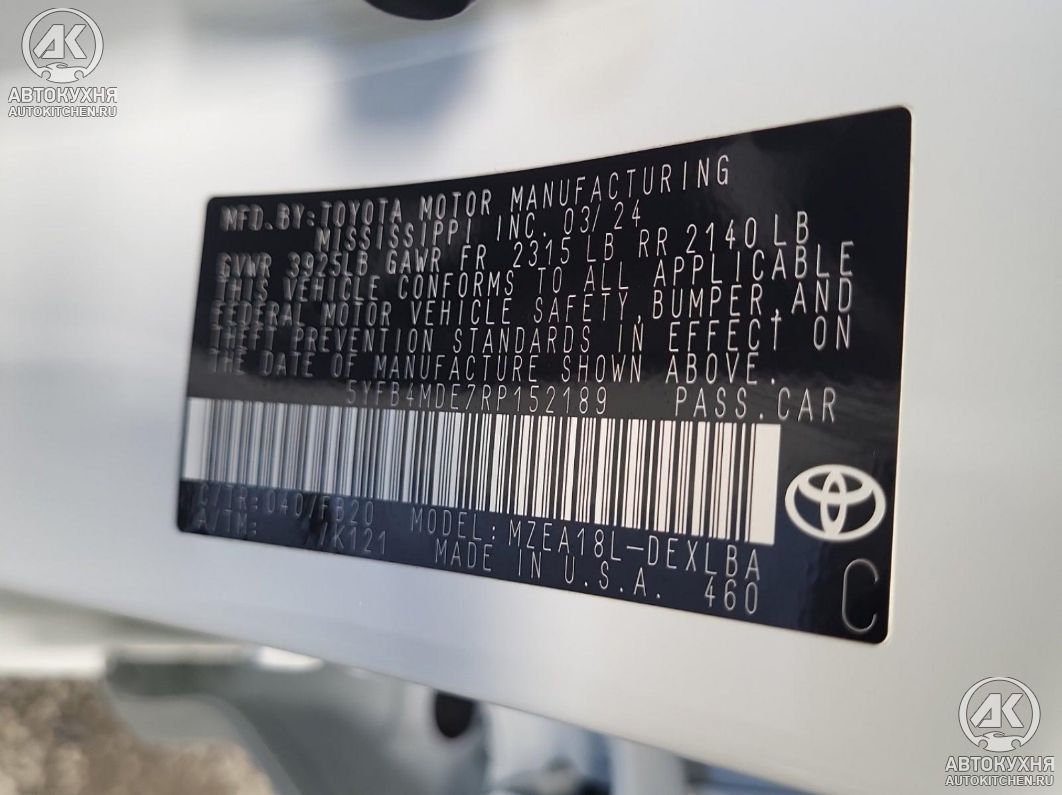 AK
АВТОКУХНЯ
AUTOKITCHEN.RU
MFD.BY:TOYOTA MOTOR MANUFACTURING
MISSISSIPPI INC. 03/24
GVWR 3925LB GAWR FR 2315 LB RR 2140 LB
THIS VEHICLE CONFORMS TO ALL APPLICABLE
FEDERAL MOTOR VEHICLE SAFETY, BUMPER, AND
THEFT PREVENTION STANDARDS IN EFFECT ON
THE DATE OF MANUFACTURE SHOWN ABOVE.
5YFB4MDE7RP152189 PASS.CAR
C/TR:040/FB20 MODEL:MZEA18L-DEXLBA
A/TM: /K121 MADE IN U.S.A. 460
C
AK
АВТОКУХНЯ
AUTOKITCHEN.RU